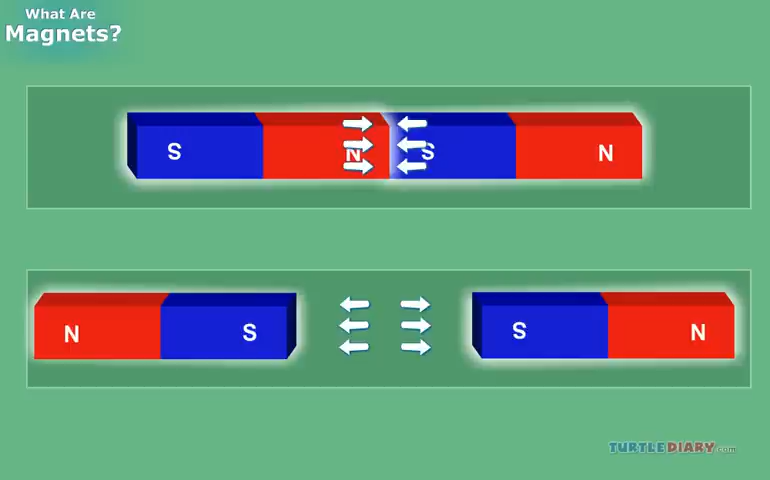 What Are
Magnets?
S N S N
N S S N
TURTLEDIARY.com